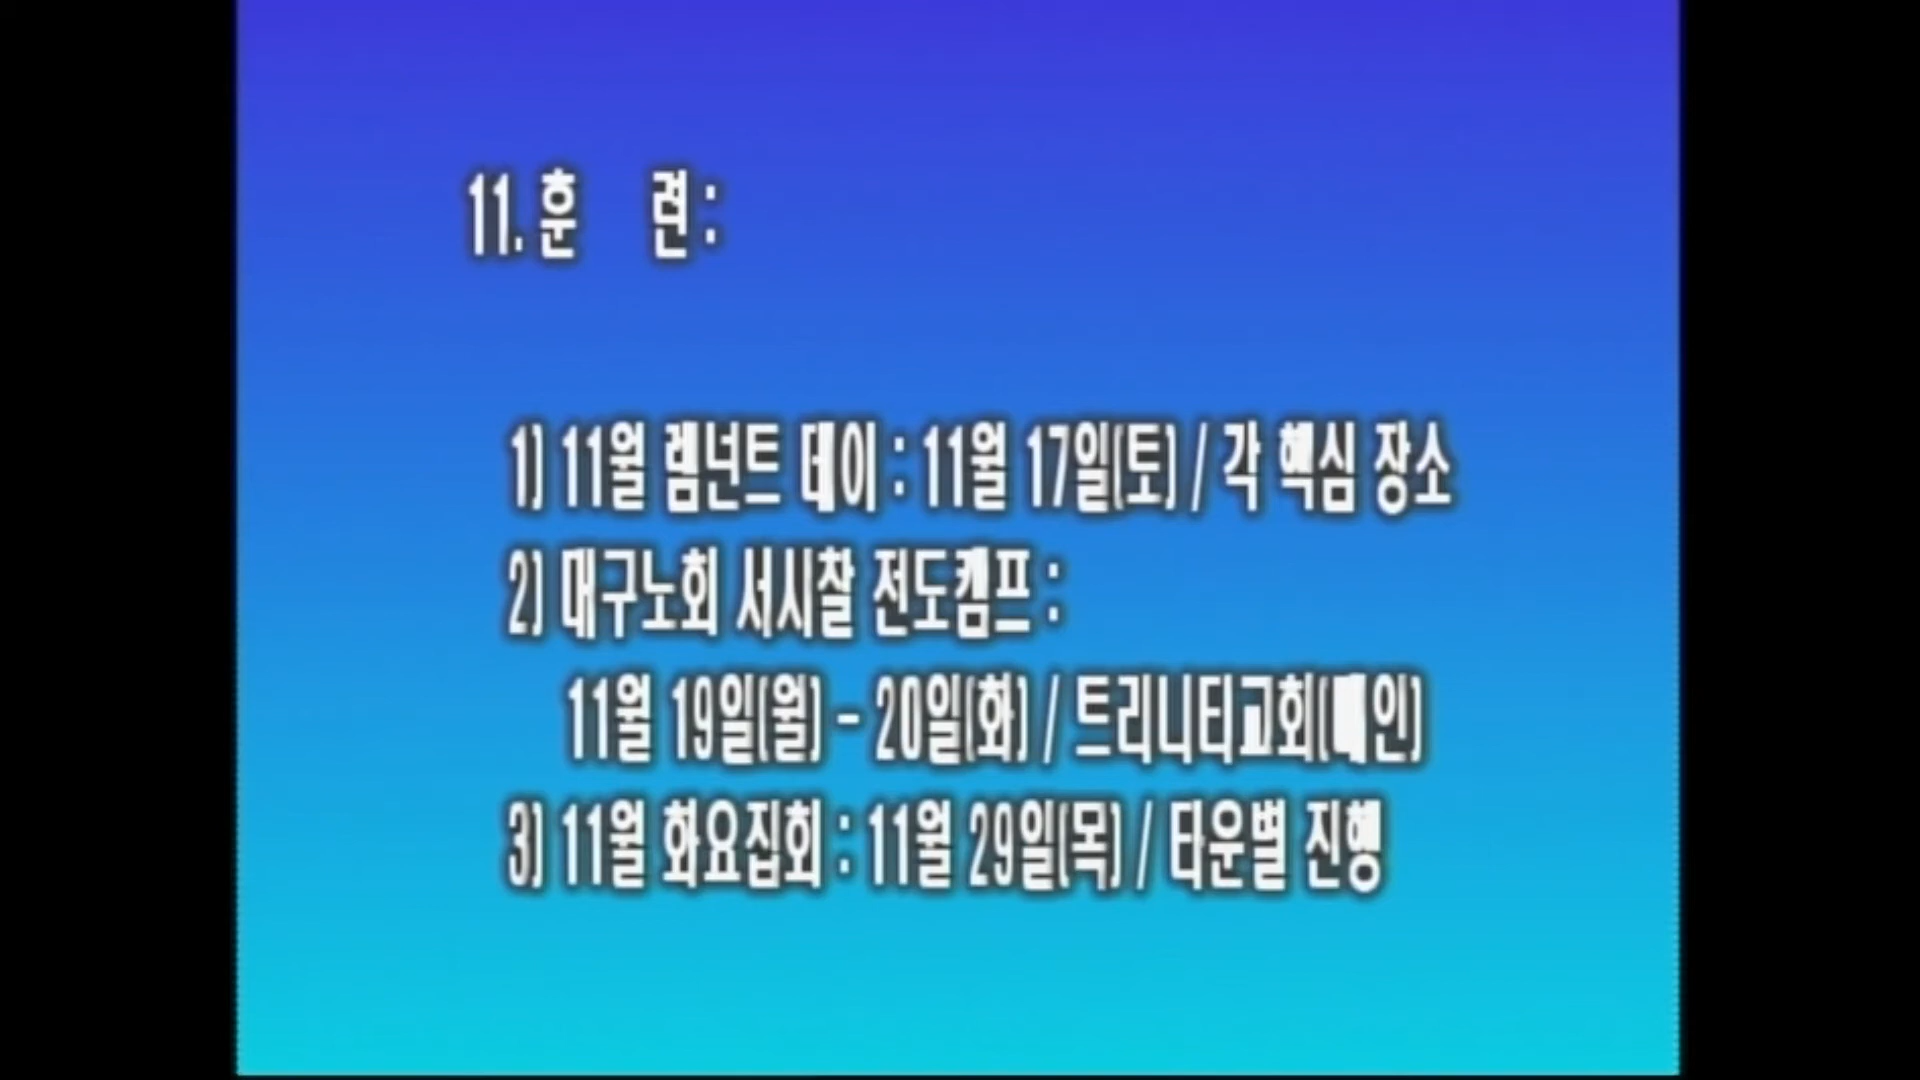 11. 훈 련 :
1) 11월 렘넌트 데이 : 11월 17일(토) / 각 핵심 장소
2) 대구노회 서시찰 전도캠프 :
11월 19일(월) - 20일(화) / 트리니티교회(메인)
3) 11월 화요집회 : 11월 29일(목) / 타운별 진행